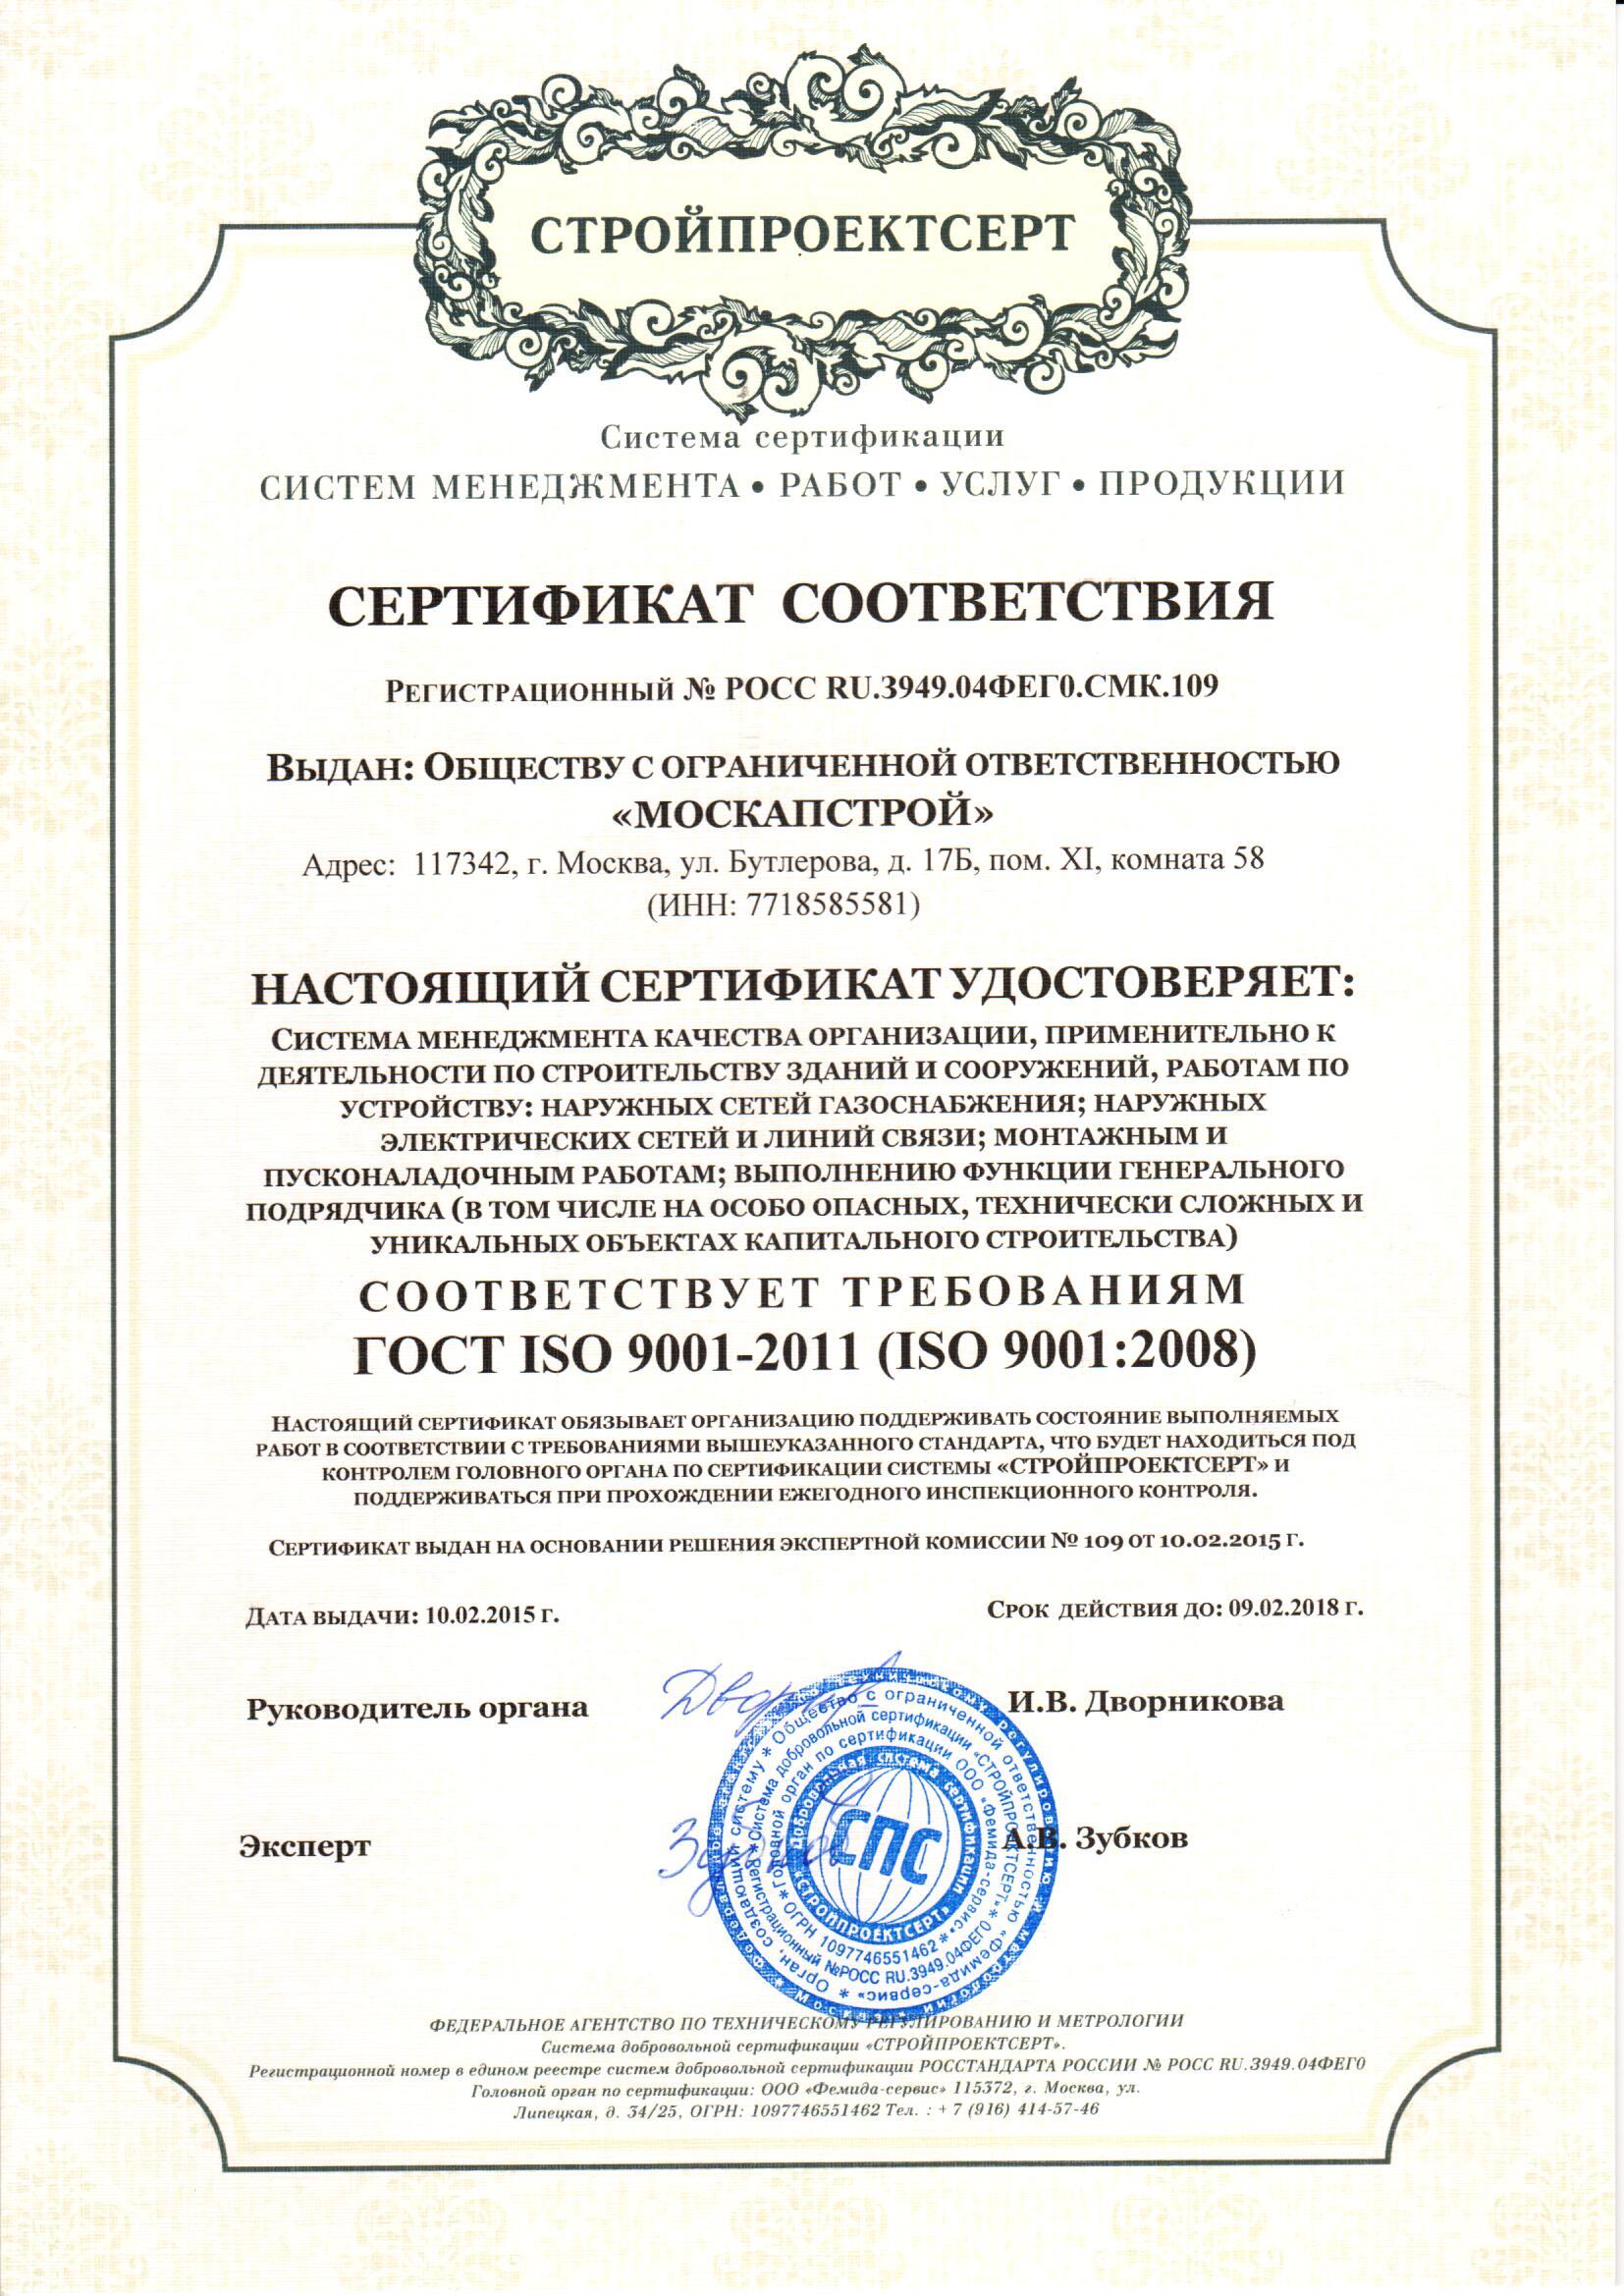 СТРОЙПРОЕКТСЕРТ
Система сертификации
СИСТЕМ МЕНЕДЖМЕНТА • РАБОТ • УСЛУГ • ПРОДУКЦИИ
СЕРТИФИКАТ СООТВЕТСТВИЯ
Регистрационный № РОСС RU.3949.04ФЕГ0.СМК.109
Выдан: Обществу с ограниченной ответственностью
«МОСКАПСТРОЙ»
Адрес: 117342, г. Москва, ул. Бутлерова, д. 17Б, пом. XI, комната 58
(ИНН: 7718585581)
НАСТОЯЩИЙ СЕРТИФИКАТ УДОСТОВЕРЯЕТ:
Система менеджмента качества организации, применительно к
деятельности по строительству зданий и сооружений, работам по
устройству: наружных сетей газоснабжения; наружных
электрических сетей и линий связи; монтажным и
пусконаладочным работам; выполнению функции генерального
подрядчика (в том числе на особо опасных, технически сложных и
уникальных объектах капитального строительства)
СООТВЕТСТВУЕТ ТРЕБОВАНИЯМ
ГОСТ ISO 9001-2011 (ISO 9001:2008)
Настоящий сертификат обязывает организацию поддерживать состояние выполняемых
работ в соответствии с требованиями вышеуказанного стандарта, что будет находиться под
контролем головного органа по сертификации системы «СТРОЙПРОЕКТСЕРТ» и
поддерживаться при прохождении ежегодного инспекционного контроля.
Сертификат выдан на основании решения экспертной комиссии № 109 от 10.02.2015 г.
Дата выдачи: 10.02.2015 г.
Срок действия до: 09.02.2018 г.
Руководитель органа
И.В. Дворникова
Эксперт
А.В. Зубков
Общество с ограниченной ответственностью «Фемида-сервис» * Орган, создающий систему *
Система добровольной сертификации «СТРОЙПРОЕКТСЕРТ» * Регистрационный №РОСС RU.3949.04ФЕГ0 *
Головной орган по сертификации ООО «Фемида-сервис» * ОГРН 1097746551462 *
Добровольная система сертификации «СТРОЙПРОЕКТСЕРТ»
СПС
ФЕДЕРАЛЬНОЕ АГЕНТСТВО ПО ТЕХНИЧЕСКОМУ РЕГУЛИРОВАНИЮ И МЕТРОЛОГИИ
Система добровольной сертификации «СТРОЙПРОЕКТСЕРТ».
Регистрационной номер в едином реестре систем добровольной сертификации РОССТАНДАРТА РОССИИ № РОСС RU.3949.04ФЕГ0
Головной орган по сертификации: ООО «Фемида-сервис» 115372, г. Москва, ул.
Липецкая, д. 34/25, ОГРН: 1097746551462 Тел. : + 7 (916) 414-57-46